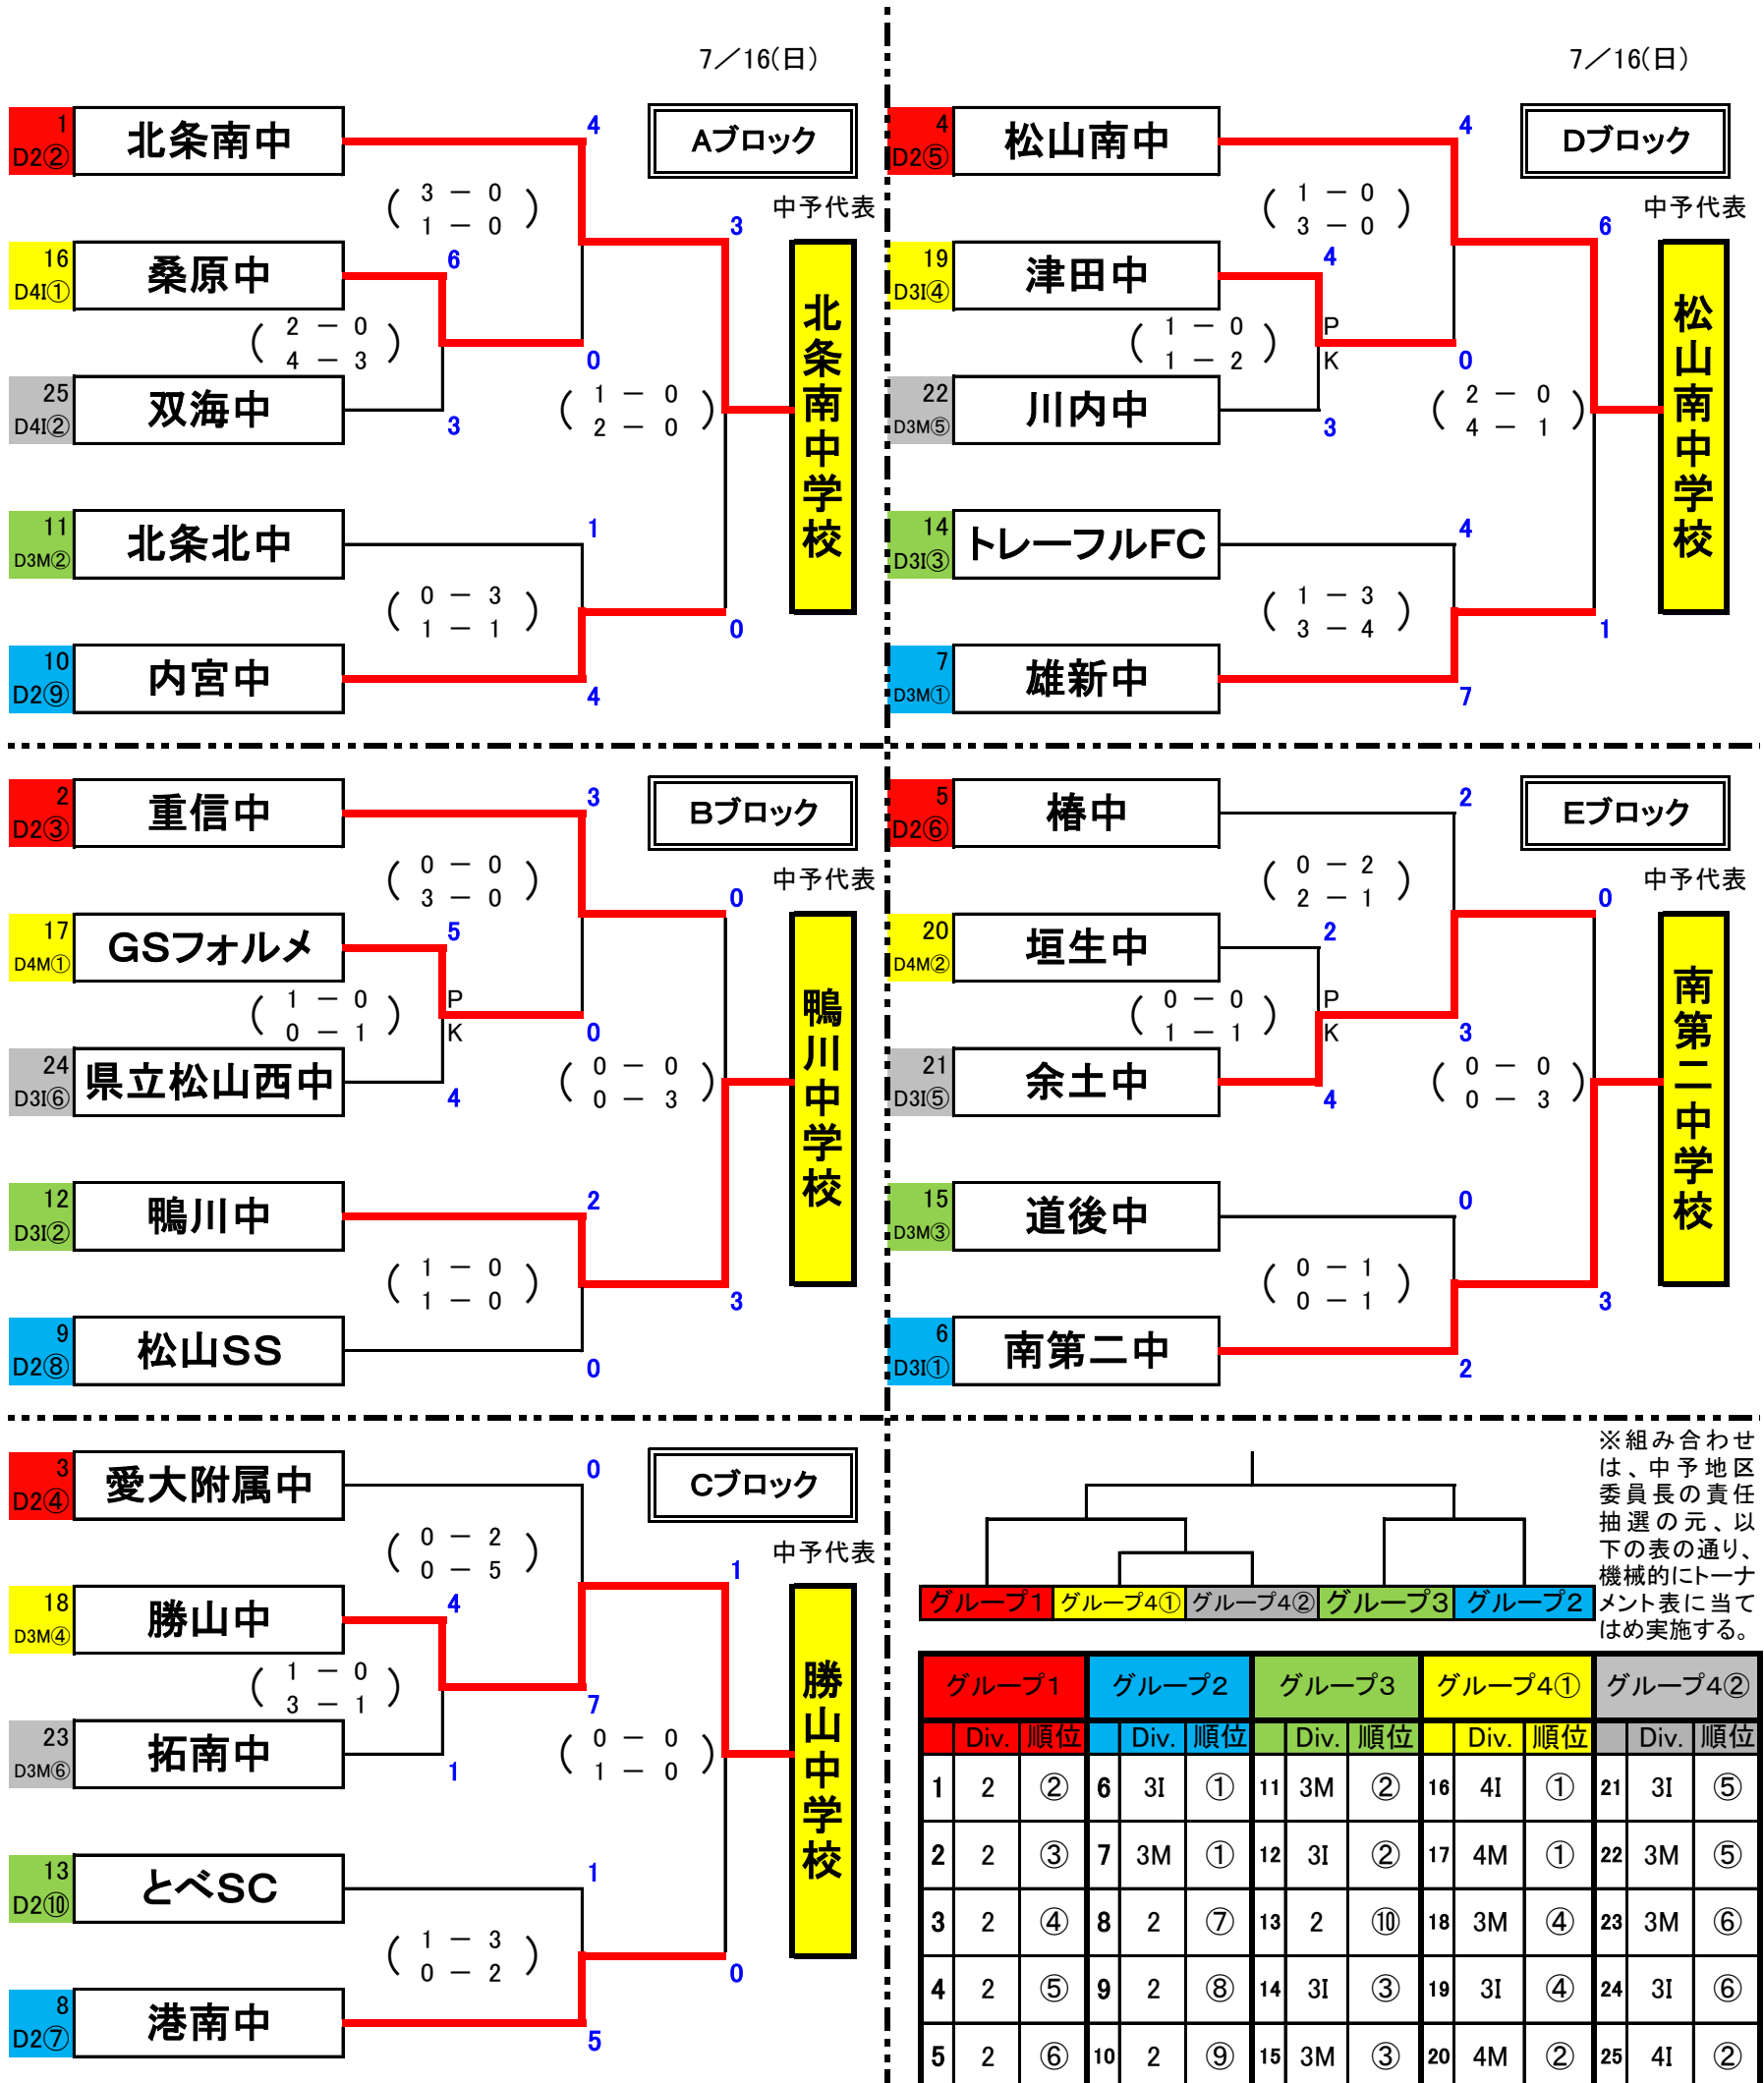 7／16(日)
Aブロック
中予代表
1
D2②
北条南中
4
( 3 － 0
1 － 0 )
3
16
D4I①
桑原中
6
( 2 － 0
4 － 3 )
0
25
D4I②
双海中
3
( 1 － 0
2 － 0 )
北条南中学校
11
D3M②
北条北中
1
( 0 － 3
1 － 1 )
0
10
D2⑨
内宮中
4
7／16(日)
Dブロック
中予代表
4
D2⑤
松山南中
4
( 1 － 0
3 － 0 )
6
19
D3I④
津田中
4
( 1 － 0
1 － 2 )
P
K
0
22
D3M⑤
川内中
3
( 2 － 0
4 － 1 )
松山南中学校
14
D3I③
トレーフルFC
4
( 1 － 3
3 － 4 )
1
7
D3M①
雄新中
7
Bブロック
中予代表
2
D2③
重信中
3
( 0 － 0
3 － 0 )
0
17
D4M①
GSフォルメ
5
( 1 － 0
0 － 1 )
P
K
0
24
D3I⑥
県立松山西中
4
( 0 － 0
0 － 3 )
鴨川中学校
12
D3I②
鴨川中
2
( 1 － 0
1 － 0 )
3
9
D2⑧
松山SS
0
Eブロック
中予代表
5
D2⑥
椿中
2
( 0 － 2
2 － 1 )
0
20
D4M②
垣生中
2
( 0 － 0
1 － 1 )
P
K
3
21
D3I⑤
余土中
4
( 0 － 0
0 － 3 )
南第二中学校
15
D3M③
道後中
0
( 0 － 1
0 － 1 )
3
6
D3I①
南第二中
2
Cブロック
中予代表
3
D2④
愛大附属中
0
( 0 － 2
0 － 5 )
1
18
D3M④
勝山中
4
( 1 － 0
3 － 1 )
7
23
D3M⑥
拓南中
1
( 0 － 0
1 － 0 )
勝山中学校
13
D2⑩
とべSC
1
( 1 － 3
0 － 2 )
0
8
D2⑦
港南中
5
※組み合わせ
は、中予地区
委員長の責任
抽選の元、以
下の表の通り、
機械的にトーナ
メント表に当て
はめ実施する。
グループ1 グループ4① グループ4② グループ3 グループ2
グループ1 グループ2 グループ3 グループ4① グループ4②
Div. 順位 Div. 順位 Div. 順位 Div. 順位 Div. 順位
1 2 ② 6 3I ① 11 3M ② 16 4I ① 21 3I ⑤
2 2 ③ 7 3M ① 12 3I ② 17 4M ① 22 3M ⑤
3 2 ④ 8 2 ⑦ 13 2 ⑩ 18 3M ④ 23 3M ⑥
4 2 ⑤ 9 2 ⑧ 14 3I ③ 19 3I ④ 24 3I ⑥
5 2 ⑥ 10 2 ⑨ 15 3M ③ 20 4M ② 25 4I ②